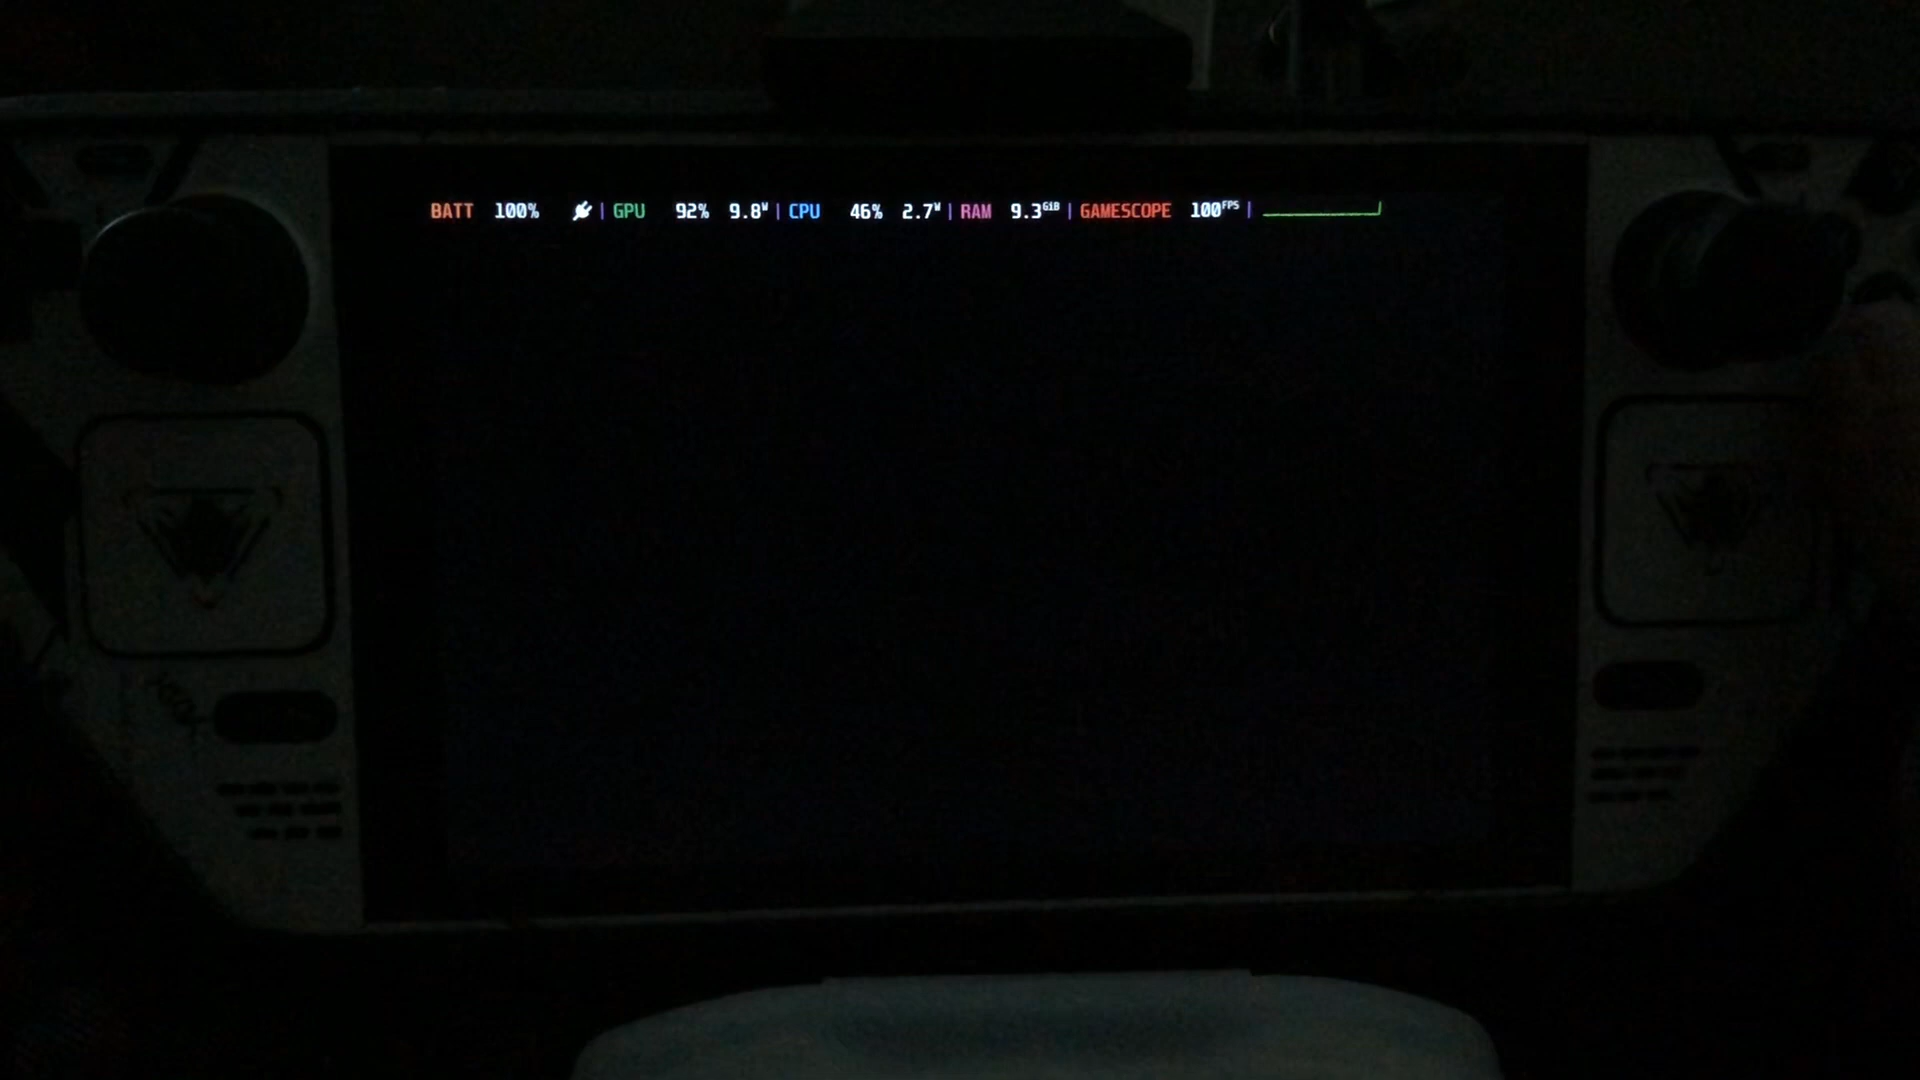 BATT 100% | GPU 92% 9.8W | CPU 46% 2.7W | RAM 9.3GiB | GAMESCOPE 100FPS |